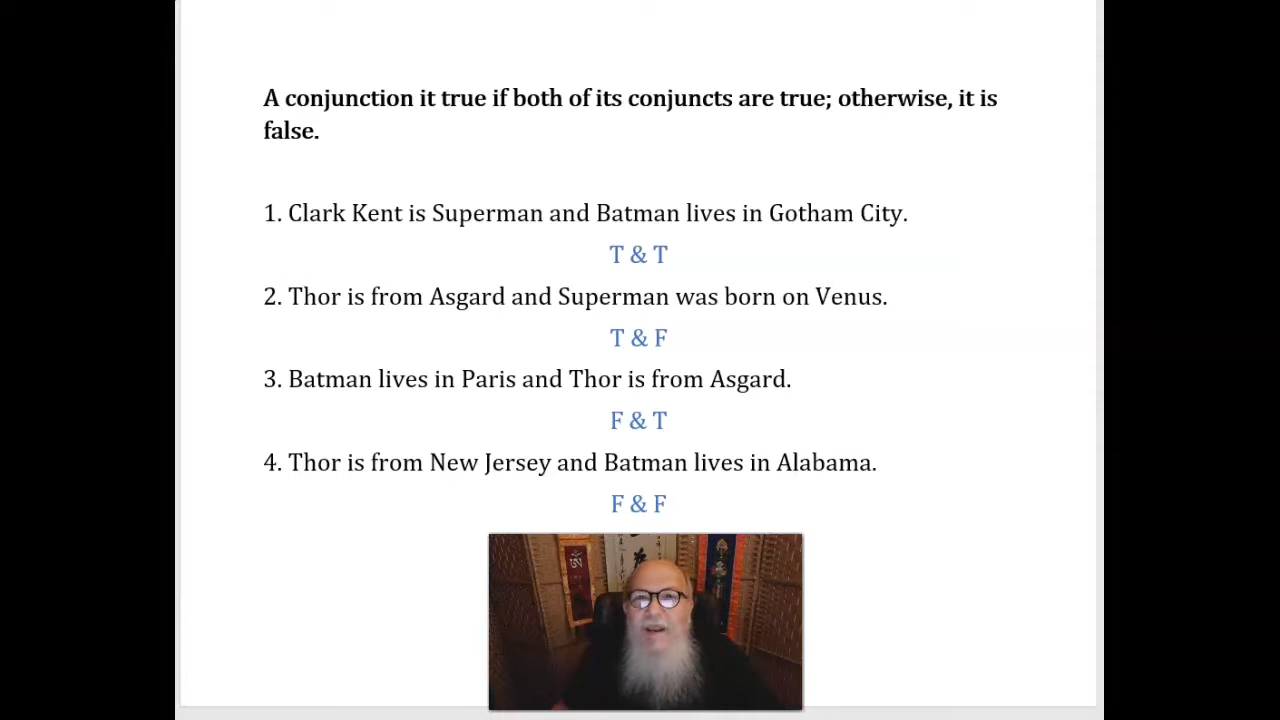 A conjunction it true if both of its conjuncts are true; otherwise, it is
false.
1. Clark Kent is Superman and Batman lives in Gotham City.
T & T
2. Thor is from Asgard and Superman was born on Venus.
T & F
3. Batman lives in Paris and Thor is from Asgard.
F & T
4. Thor is from New Jersey and Batman lives in Alabama.
F & F